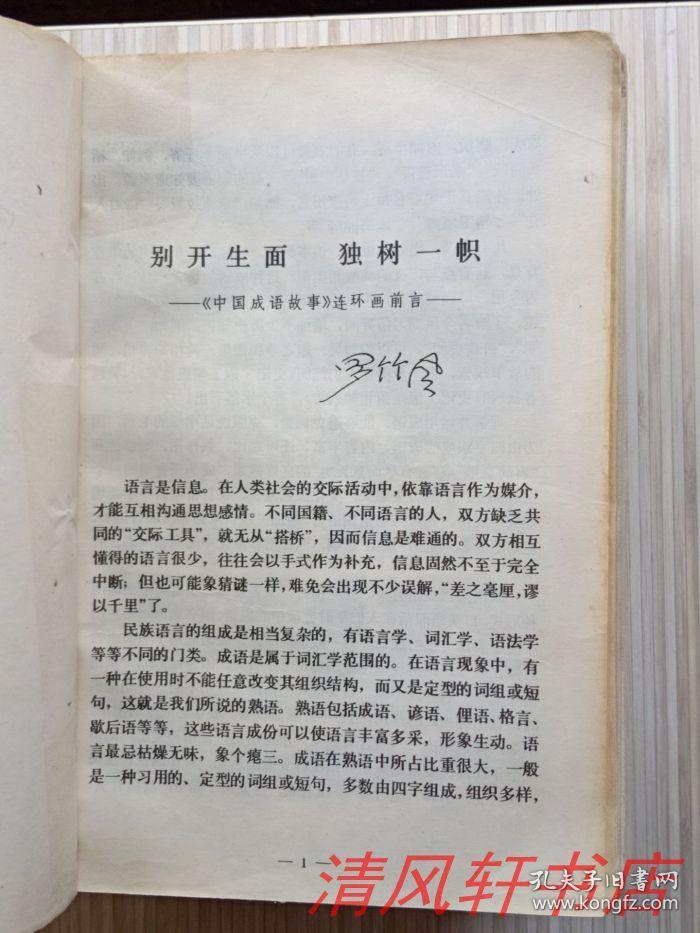 别开生面 独树一帜
——《中国成语故事》连环画前言——
罗竹风
语言是信息。在人类社会的交际活动中，依靠语言作为媒介，
才能互相沟通思想感情。不同国籍、不同语言的人，双方缺乏共
同的“交际工具”，就无从“搭桥”，因而信息是难通的。双方相互
懂得的语言很少，往往会以手式作为补充，信息固然不至于完全
中断；但也可能象猜谜一样，难免会出现不少误解，“差之毫厘，谬
以千里”了。
民族语言的组成是相当复杂的，有语言学、词汇学、语法学
等等不同的门类。成语是属于词汇学范围的。在语言现象中，有
一种在使用时不能任意改变其组织结构，而又是定型的词组或短
句，这就是我们所说的熟语。熟语包括成语、谚语、俚语、格言、
歇后语等等，这些语言成份可以使语言丰富多采，形象生动。语
言最忌枯燥无味，象个瘪三。成语在熟语中所占比重很大，一般
是一种习用的、定型的词组或短句，多数由四字组成，组织多样，
— 1 —
清风轩书店
孔夫子旧书网
www.kongfz.com